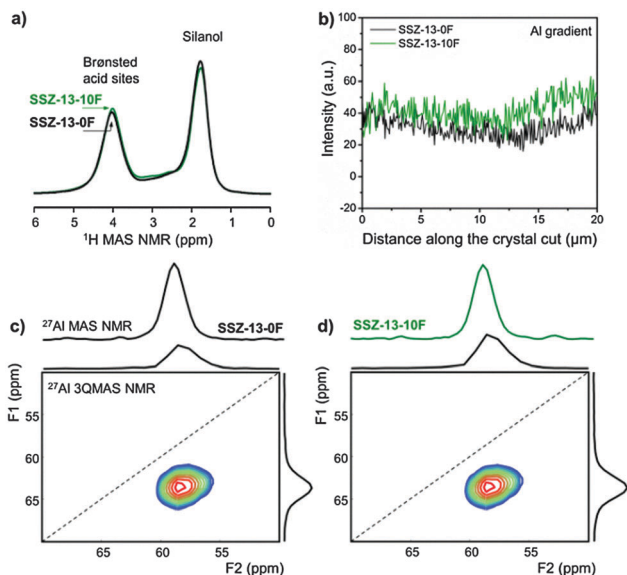 a)
Brønsted
acid sites
Silanol
SSZ-13-10F
SSZ-13-0F
6 5 4 3 2 1 0
¹H MAS NMR (ppm)
b)
SSZ-13-0F
SSZ-13-10F
Al gradient
100
80
60
40
20
0
-20
Intensity (a.u.)
0 5 10 15 20
Distance along the crystal cut (μm)
c)
²⁷Al MAS NMR
SSZ-13-0F
²⁷Al 3QMAS NMR
F1 (ppm)
55
60
65
65 60 55
F2 (ppm)
d)
SSZ-13-10F
F1 (ppm)
55
60
65
65 60 55
F2 (ppm)